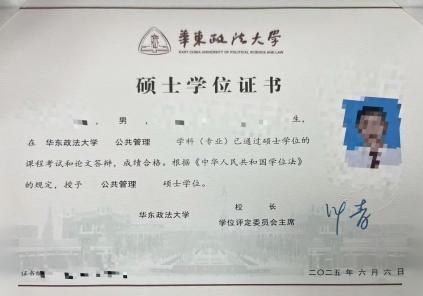 華東政法大學
EAST CHINA UNIVERSITY OF POLITICAL SCIENCE AND LAW
硕士学位证书
，男， 生，
在 华东政法大学 公共管理 学科（专业）已通过硕士学位的
课程考试和论文答辩，成绩合格。根据《中华人民共和国学位法》
的规定，授予 公共管理 硕士学位。
华东政法大学 校 长
学位评定委员会主席
证书编
二〇二五年六月六日